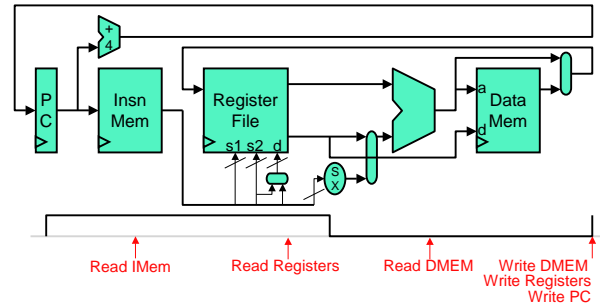 +
4
P
C
Insn
Mem
Register
File
s1 s2 d
S
X
a
Data
Mem
d
Read IMem
Read Registers
Read DMEM
Write DMEM
Write Registers
Write PC